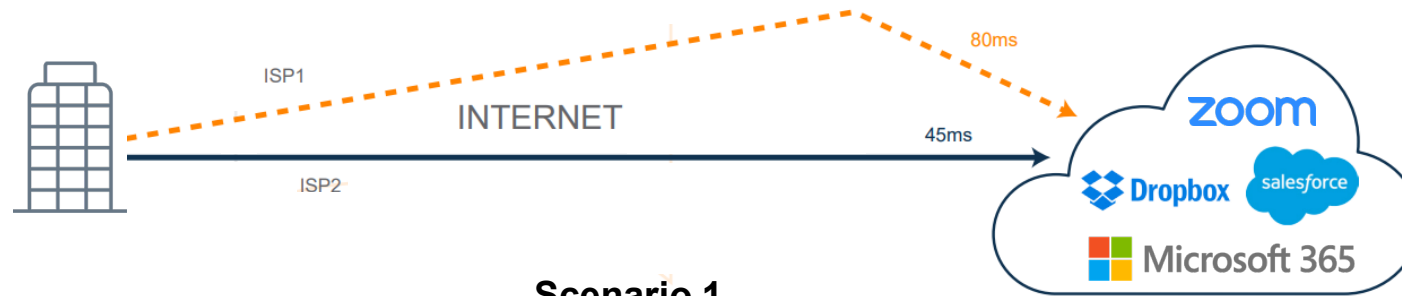 80ms
ISP1
INTERNET
45ms
ISP2
zoom
Dropbox
salesforce
Microsoft 365
Scenario 1